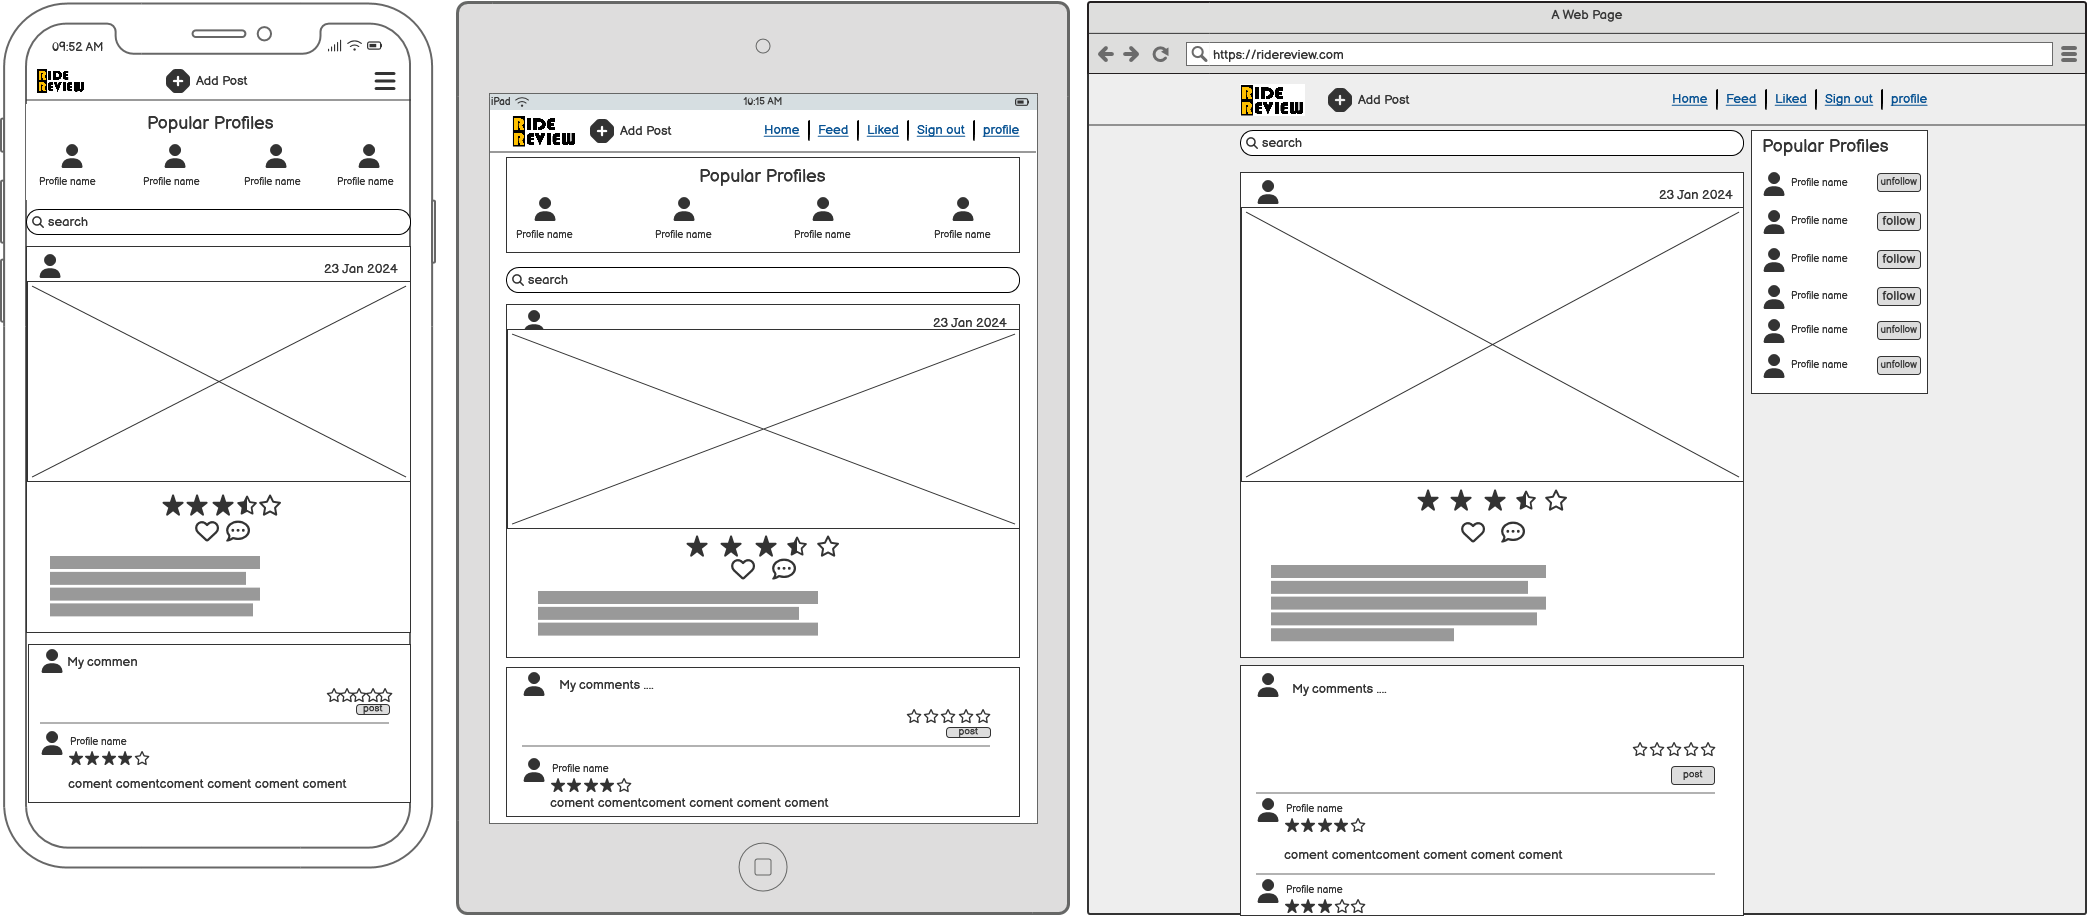 09:52 AM
RIDE
REVIEW
Add Post
Popular Profiles
Profile name
Profile name
Profile name
Profile name
search
23 Jan 2024
My commen
post
Profile name
coment comentcoment coment coment coment
iPad
10:15 AM
RIDE
REVIEW
Add Post
Home
Feed
Liked
Sign out
profile
Popular Profiles
Profile name
Profile name
Profile name
Profile name
search
23 Jan 2024
My comments ....
post
Profile name
coment comentcoment coment coment coment
A Web Page
https://ridereview.com
RIDE
REVIEW
Add Post
Home
Feed
Liked
Sign out
profile
search
23 Jan 2024
Popular Profiles
Profile name unfollow
Profile name follow
Profile name follow
Profile name follow
Profile name unfollow
Profile name unfollow
My comments ....
post
Profile name
coment comentcoment coment coment coment
Profile name